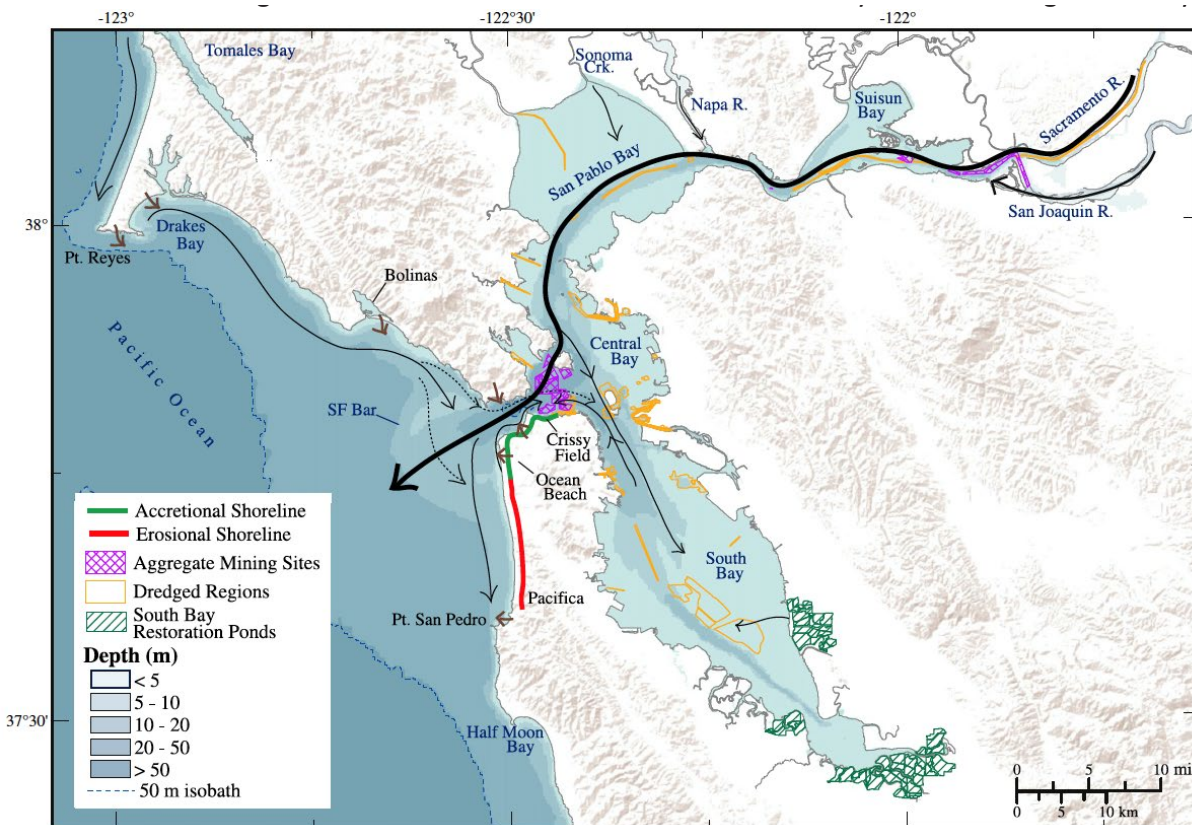 -123°
-122°30'
-122°
Tomales Bay
Sonoma
Crk.
Napa R.
Suisun
Bay
Sacramento R.
San Pablo Bay
San Joaquin R.
38°
Drakes
Bay
Pt. Reyes
Bolinas
Central
Bay
Pacific Ocean
SF Bar
Crissy
Field
Ocean
Beach
South
Bay
Pacifica
Pt. San Pedro
37°30'
Half Moon
Bay
Accretional Shoreline
Erosional Shoreline
Aggregate Mining Sites
Dredged Regions
South Bay
Restoration Ponds
Depth (m)
< 5
5 - 10
10 - 20
20 - 50
> 50
50 m isobath
0 5 10 mi
0 5 10 km